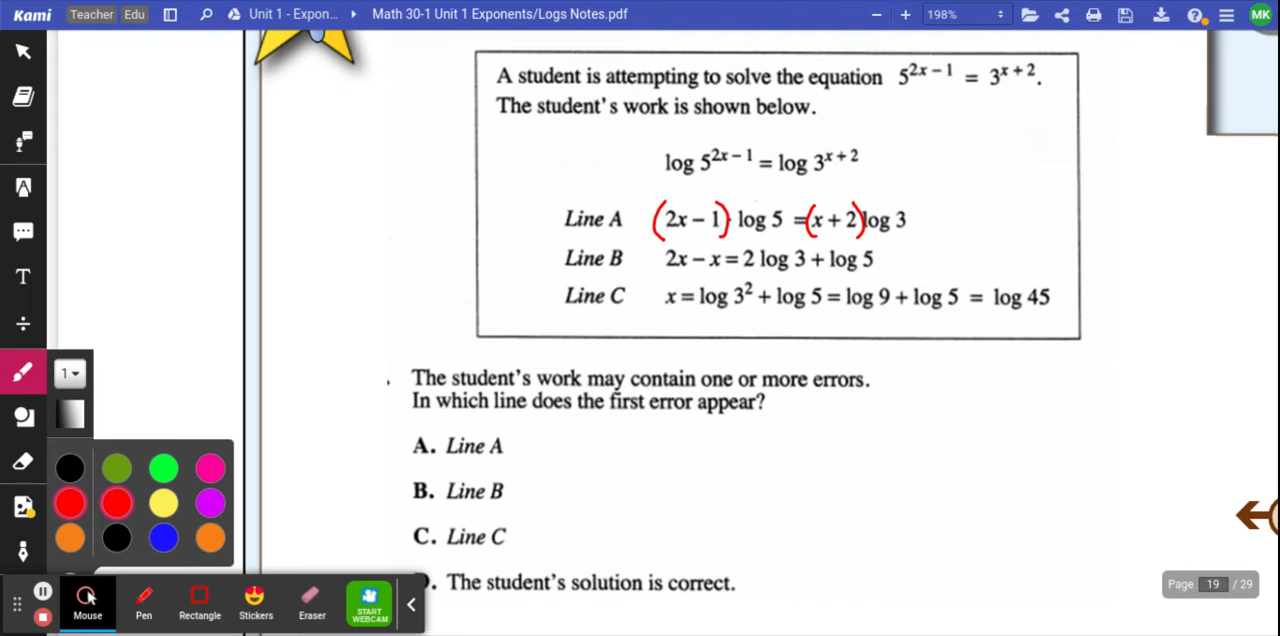 Kami Teacher Edu Unit 1 - Expon... Math 30-1 Unit 1 Exponents/Logs Notes.pdf 198% MK
A student is attempting to solve the equation 5^{2x – 1} = 3^{x + 2}.
The student's work is shown below.
log 5^{2x – 1} = log 3^{x + 2}
Line A (2x – 1) log 5 = (x + 2) log 3
Line B 2x – x = 2 log 3 + log 5
Line C x = log 3² + log 5 = log 9 + log 5 = log 45
The student's work may contain one or more errors.
In which line does the first error appear?
A. Line A
B. Line B
C. Line C
. The student's solution is correct.
1
Mouse Pen Rectangle Stickers Eraser START WEBCAM
Page 19 / 29